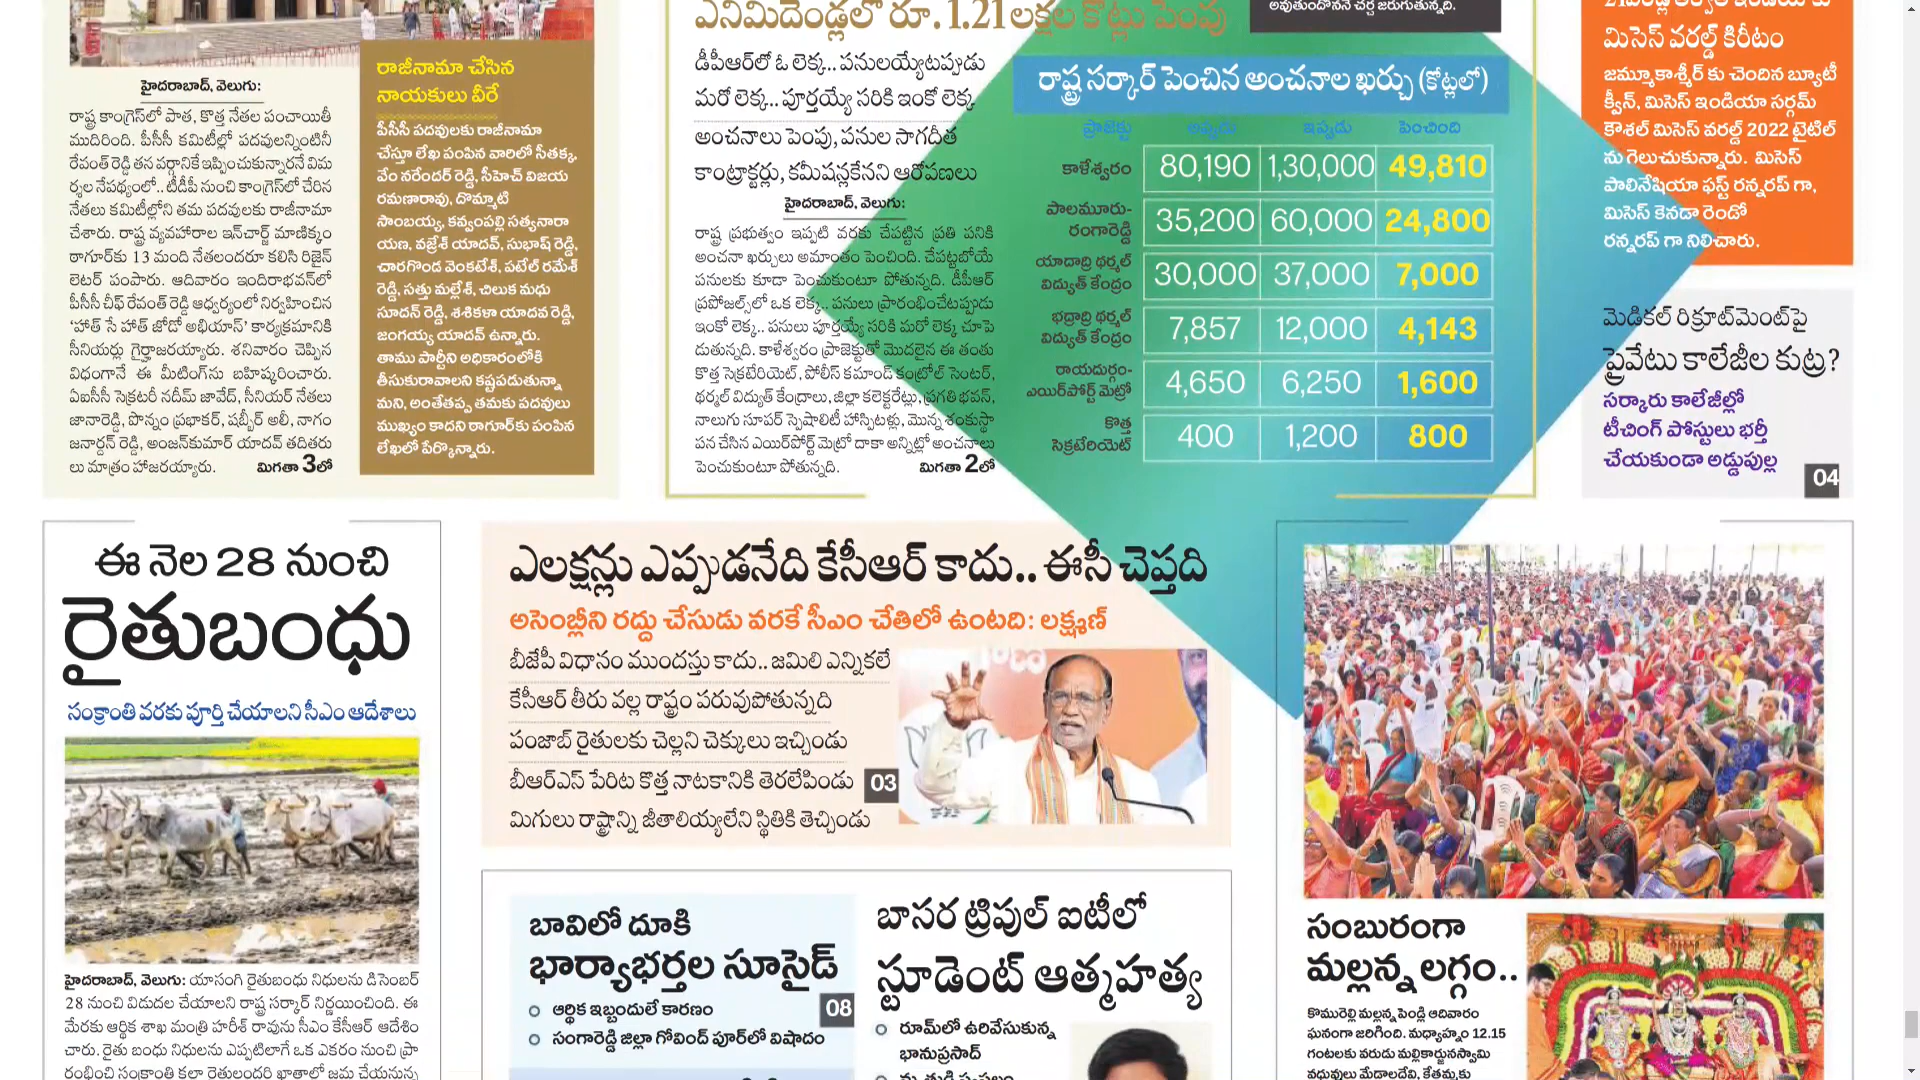 హైదరాబాద్, వెలుగు:
రాష్ట్ర కాంగ్రెస్‌లో పాత, కొత్త నేతల పంచాయితీ
ముదిరింది. పీసీసీ కమిటీల్లో పదవులన్నింటినీ
రేవంత్ రెడ్డి తన వర్గానికే ఇప్పించుకున్నారనే విమ
ర్శల నేపథ్యంలో.. టీడీపీ నుంచి కాంగ్రెస్‌లో చేరిన
నేతలు కమిటీల్లోని తమ పదవులకు రాజీనామా
చేశారు. రాష్ట్ర వ్యవహారాల ఇన్‌చార్జ్ మాణిక్కం
ఠాగూర్‌కు 13 మంది నేతలందరూ కలిసి రిజైన్
లెటర్ పంపారు. ఆదివారం ఇందిరాభవన్‌లో
పీసీసీ చీఫ్ రేవంత్ రెడ్డి ఆధ్వర్యంలో నిర్వహించిన
'హాత్ సే హాత్ జోడో అభియాన్' కార్యక్రమానికి
సీనియర్లు గైర్హాజరయ్యారు. శనివారం చెప్పిన
విధంగానే ఈ మీటింగ్‌ను బహిష్కరించారు.
ఏఐసీసీ సెక్రటరీ నదీమ్ జావేద్, సీనియర్ నేతలు
జానారెడ్డి, పొన్నం ప్రభాకర్, షబ్బీర్ అలీ, నాగం
జనార్దన్ రెడ్డి, అంజన్‌కుమార్ యాదవ్ తదితరు
లు మాత్రం హాజరయ్యారు. మిగతా 3లో
రాజీనామా చేసిన
నాయకులు వీరే
పీసీసీ పదవులకు రాజీనామా
చేస్తూ లేఖ పంపిన వారిలో సీతక్క,
వేం నరేందర్ రెడ్డి, సీహెచ్ విజయ
రమణారావు, దొమ్మాటి
సాంబయ్య, కవ్వంపల్లి సత్యనారా
యణ, వజ్రేశ్ యాదవ్, సుభాష్ రెడ్డి,
చారగొండ వెంకటేశ్, పటేల్ రమేశ్
రెడ్డి, సత్తు మల్లేశ్, చిలుక మధు
సూదన్ రెడ్డి, శశికళా యాదవ రెడ్డి,
జంగయ్య యాదవ్ ఉన్నారు.
తాము పార్టీని అధికారంలోకి
తీసుకురావాలని కష్టపడుతున్నా
మని, అంతేతప్ప తమకు పదవులు
ముఖ్యం కాదని ఠాగూర్‌కు పంపిన
లేఖలో పేర్కొన్నారు.
ఎనిమిదేండ్లలో రూ. 1.21 లక్షల కోట్లు పెంపు
డీపీఆర్‌లో ఓ లెక్క.. పనులయ్యేటప్పుడు
మరో లెక్క.. పూర్తయ్యే సరికి ఇంకో లెక్క
అంచనాలు పెంపు, పనుల సాగదీత
కాంట్రాక్టర్లు, కమీషన్లకేనని ఆరోపణలు
హైదరాబాద్, వెలుగు:
రాష్ట్ర ప్రభుత్వం ఇప్పటి వరకు చేపట్టిన ప్రతి పనికి
అంచనా ఖర్చులు అమాంతం పెంచింది. చేపట్టబోయే
పనులకు కూడా పెంచుకుంటూ పోతున్నది. డీపీఆర్
ప్రపోజల్స్‌లో ఒక లెక్క.. పనులు ప్రారంభించేటప్పుడు
ఇంకో లెక్క.. పనులు పూర్తయ్యే సరికి మరో లెక్క చూపె
డుతున్నది. కాళేశ్వరం ప్రాజెక్టుతో మొదలైన ఈ తంతు
కొత్త సెక్రటేరియెట్, పోలీస్ కమాండ్ కంట్రోల్ సెంటర్,
థర్మల్ విద్యుత్ కేంద్రాలు, జిల్లా కలెక్టరేట్లు, ప్రగతి భవన్,
నాలుగు సూపర్ స్పెషాలిటీ హాస్పిటళ్లు, మొన్న శంకుస్థా
పన చేసిన ఎయిర్‌పోర్ట్ మెట్రో దాకా అన్నిట్లో అంచనాలు
పెంచుకుంటూ పోతున్నది. మిగతా 2లో
అవుతుందోననే చర్చ జరుగుతున్నది.
రాష్ట్ర సర్కార్ పెంచిన అంచనాల ఖర్చు (కోట్లలో)
ప్రాజెక్టు అప్పుడు ఇప్పుడు పెంచింది
కాళేశ్వరం 80,190 1,30,000 49,810
పాలమూరు-
రంగారెడ్డి 35,200 60,000 24,800
యాదాద్రి థర్మల్
విద్యుత్ కేంద్రం 30,000 37,000 7,000
భద్రాద్రి థర్మల్
విద్యుత్ కేంద్రం 7,857 12,000 4,143
రాయదుర్గం-
ఎయిర్‌పోర్ట్ మెట్రో 4,650 6,250 1,600
కొత్త
సెక్రటేరియెట్ 400 1,200 800
మిసెస్ వరల్డ్ కిరీటం
జమ్మూకాశ్మీర్ కు చెందిన బ్యూటీ
క్వీన్, మిసెస్ ఇండియా సర్గమ్
కౌశల్ మిసెస్ వరల్డ్ 2022 టైటిల్
ను గెలుచుకున్నారు. మిసెస్
పాలినేషియా ఫస్ట్ రన్నరప్ గా,
మిసెస్ కెనడా రెండో
రన్నరప్ గా నిలిచారు.
మెడికల్ రిక్రూట్‌మెంట్‌పై
ప్రైవేటు కాలేజీల కుట్ర?
సర్కారు కాలేజీల్లో
టీచింగ్ పోస్టులు భర్తీ
చేయకుండా అడ్డుపుల్ల
04
ఈ నెల 28 నుంచి
రైతుబంధు
సంక్రాంతి వరకు పూర్తి చేయాలని సీఎం ఆదేశాలు
హైదరాబాద్, వెలుగు: యాసంగి రైతుబంధు నిధులను డిసెంబర్
28 నుంచి విడుదల చేయాలని రాష్ట్ర సర్కార్ నిర్ణయించింది. ఈ
మేరకు ఆర్థిక శాఖ మంత్రి హరీశ్ రావును సీఎం కేసీఆర్ ఆదేశిం
చారు. రైతు బంధు నిధులను ఎప్పటిలాగే ఒక ఎకరం నుంచి ప్రా
రంభించి సంక్రాంతి కల్లా రైతులందరి ఖాతాల్లో జమ చేయనున్న
ఎలక్షన్లు ఎప్పుడనేది కేసీఆర్ కాదు.. ఈసీ చెప్తది
అసెంబ్లీని రద్దు చేసుడు వరకే సీఎం చేతిలో ఉంటది: లక్ష్మణ్
బీజేపీ విధానం ముందస్తు కాదు.. జమిలి ఎన్నికలే
కేసీఆర్ తీరు వల్ల రాష్ట్రం పరువుపోతున్నది
పంజాబ్ రైతులకు చెల్లని చెక్కులు ఇచ్చిండు
బీఆర్ఎస్ పేరిట కొత్త నాటకానికి తెరలేపిండు 03
మిగులు రాష్ట్రాన్ని జీతాలియ్యలేని స్థితికి తెచ్చిండు
బావిలో దూకి
భార్యాభర్తల సూసైడ్
ఆర్థిక ఇబ్బందులే కారణం 08
సంగారెడ్డి జిల్లా గోవింద్ పూర్‌లో విషాదం
బాసర ట్రిపుల్ ఐటీలో
స్టూడెంట్ ఆత్మహత్య
రూమ్‌లో ఉరివేసుకున్న
భానుప్రసాద్
సంబురంగా
మల్లన్న లగ్గం..
కొమురెల్లి మల్లన్న పెండ్లి ఆదివారం
ఘనంగా జరిగింది. మధ్యాహ్నం 12.15
గంటలకు వరుడు మల్లికార్జునస్వామి
వధువులు మేడాలదేవి, కేతమ్మకు